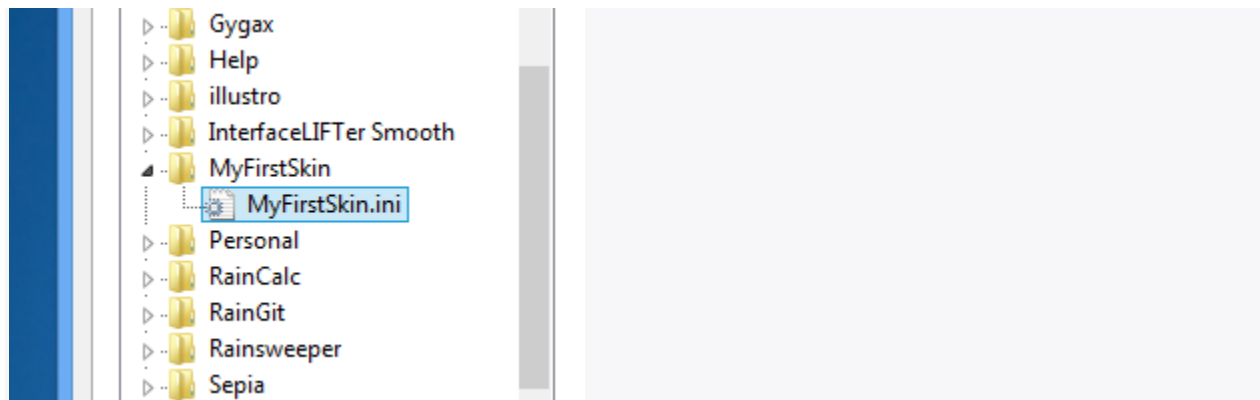 Gygax
Help
illustro
InterfaceLIFTer Smooth
MyFirstSkin
MyFirstSkin.ini
Personal
RainCalc
RainGit
Rainsweeper
Sepia